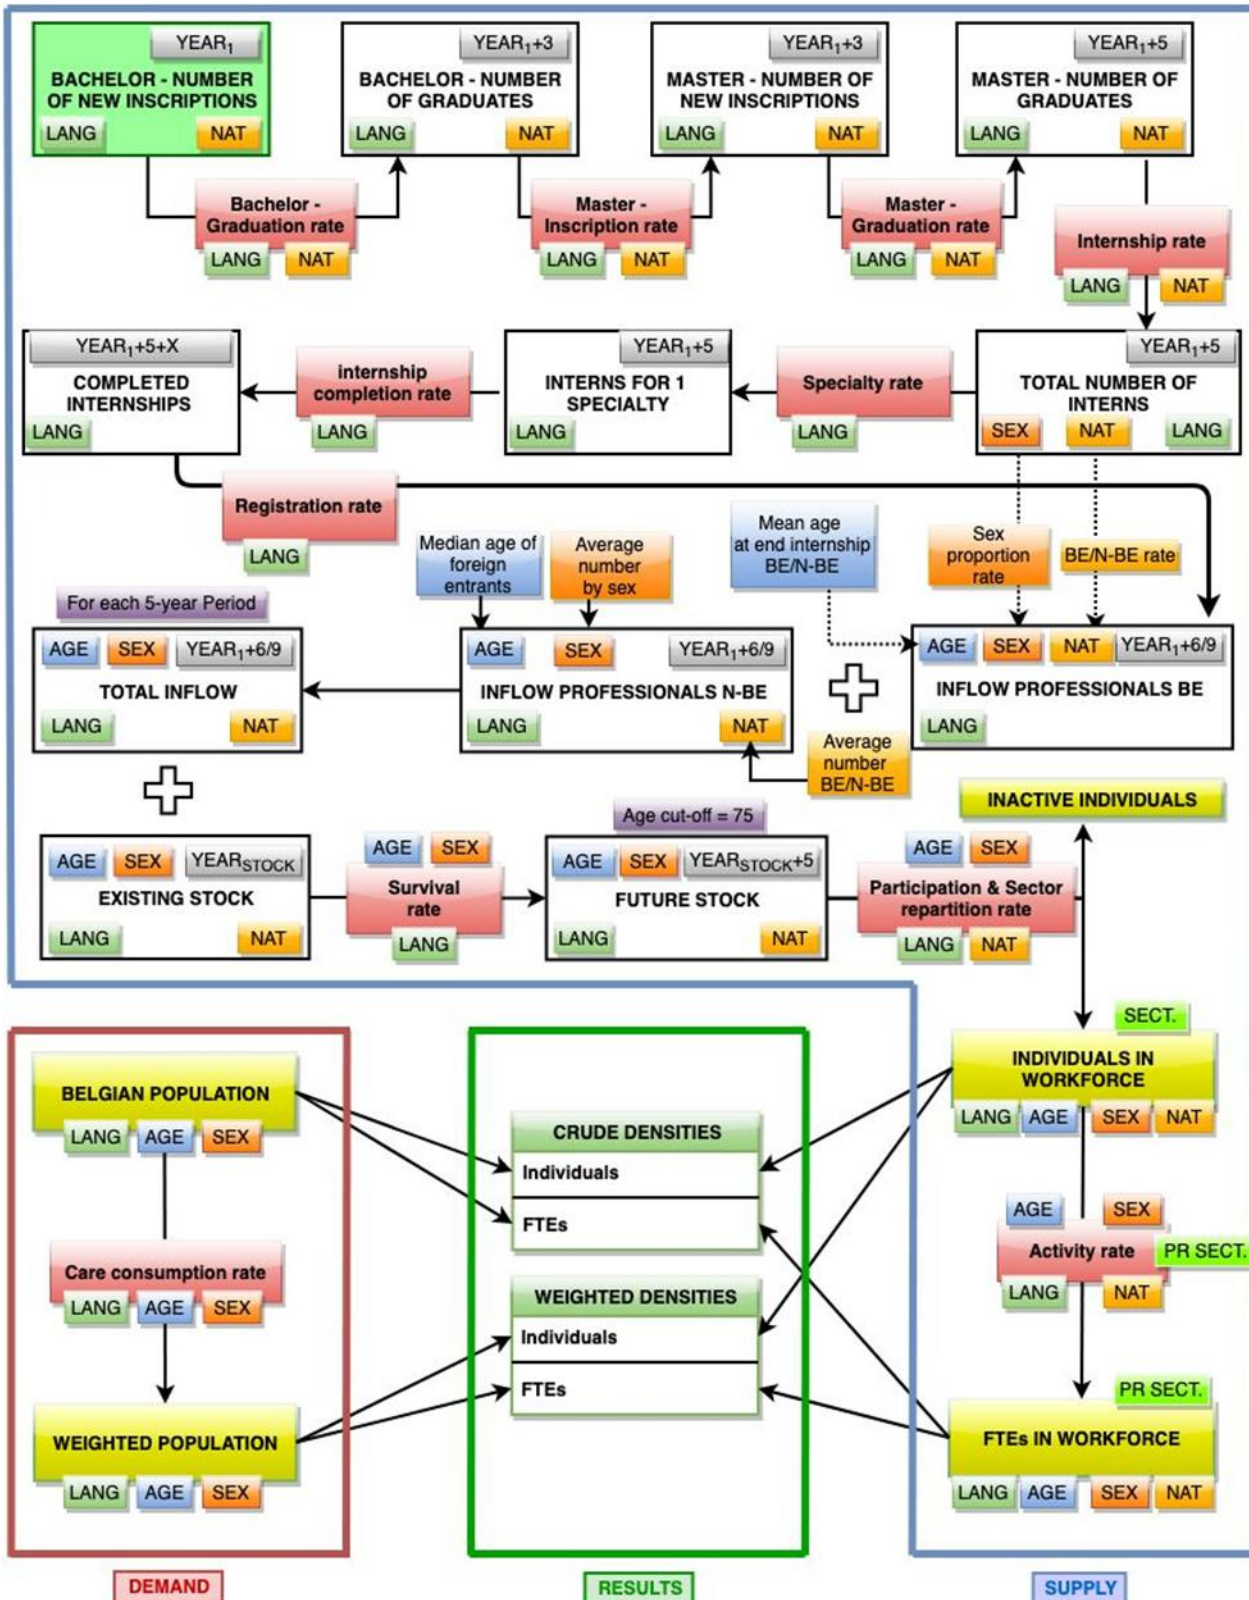 YEAR₁
BACHELOR - NUMBER
OF NEW INSCRIPTIONS
LANG
NAT
YEAR₁+3
BACHELOR - NUMBER
OF GRADUATES
LANG
NAT
YEAR₁+3
MASTER - NUMBER OF
NEW INSCRIPTIONS
LANG
NAT
YEAR₁+5
MASTER - NUMBER OF
GRADUATES
LANG
NAT
Bachelor -
Graduation rate
LANG
NAT
Master -
Inscription rate
LANG
NAT
Master -
Graduation rate
LANG
NAT
Internship rate
LANG
NAT
YEAR₁+5+X
COMPLETED
INTERNSHIPS
LANG
internship
completion rate
LANG
YEAR₁+5
INTERNS FOR 1
SPECIALTY
LANG
Specialty rate
LANG
YEAR₁+5
TOTAL NUMBER OF
INTERNS
SEX
NAT
LANG
Registration rate
LANG
Median age of
foreign
entrants
Average
number
by sex
Mean age
at end internship
BE/N-BE
Sex
proportion
rate
BE/N-BE rate
For each 5-year Period
AGE
SEX
YEAR₁+6/9
TOTAL INFLOW
LANG
NAT
AGE
SEX
YEAR₁+6/9
INFLOW PROFESSIONALS N-BE
LANG
NAT
AGE
SEX
NAT
YEAR₁+6/9
INFLOW PROFESSIONALS BE
LANG
Average
number
BE/N-BE
INACTIVE INDIVIDUALS
Age cut-off = 75
AGE
SEX
YEARSTOCK
EXISTING STOCK
LANG
NAT
AGE
SEX
Survival
rate
LANG
AGE
SEX
YEARSTOCK+5
FUTURE STOCK
LANG
NAT
AGE
SEX
Participation & Sector
repartition rate
LANG
NAT
SECT.
INDIVIDUALS IN
WORKFORCE
LANG
AGE
SEX
NAT
BELGIAN POPULATION
LANG
AGE
SEX
CRUDE DENSITIES
Individuals
FTEs
AGE
SEX
Activity rate
PR SECT.
LANG
NAT
Care consumption rate
LANG
AGE
SEX
WEIGHTED DENSITIES
Individuals
FTEs
PR SECT.
FTEs IN WORKFORCE
LANG
AGE
SEX
NAT
WEIGHTED POPULATION
LANG
AGE
SEX
DEMAND
RESULTS
SUPPLY